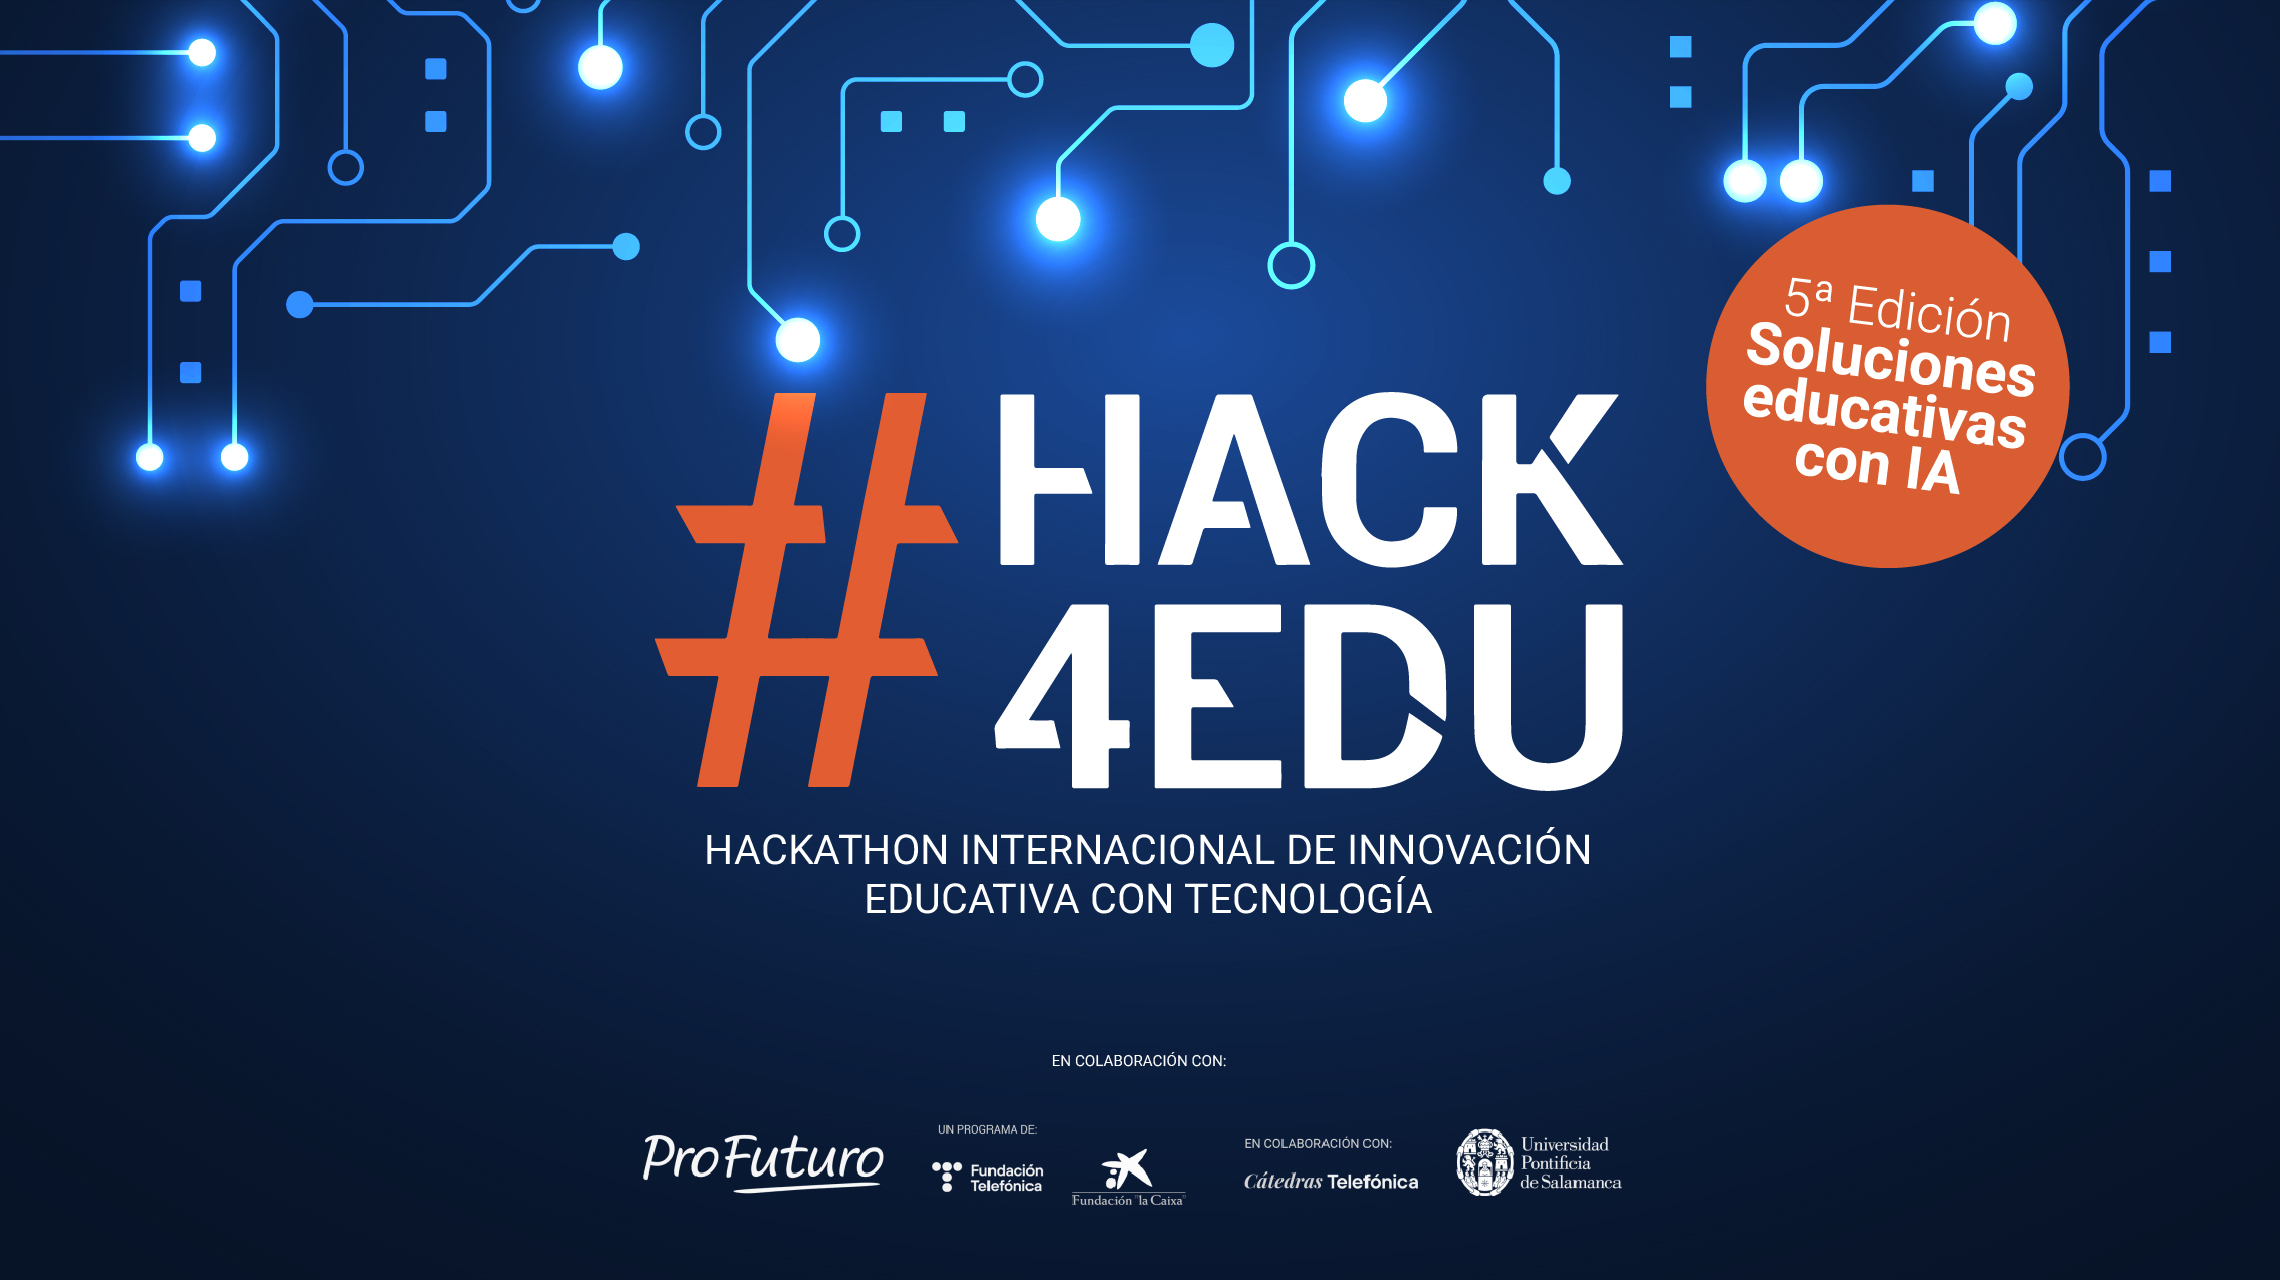 5ª Edición
Soluciones
educativas
con IA
#HACK
4EDU
HACKATHON INTERNACIONAL DE INNOVACIÓN
EDUCATIVA CON TECNOLOGÍA
EN COLABORACIÓN CON:
ProFuturo
UN PROGRAMA DE:
Fundación
Telefónica
Fundación "la Caixa"
EN COLABORACIÓN CON:
Cátedras Telefónica
Universidad
Pontificia
de Salamanca